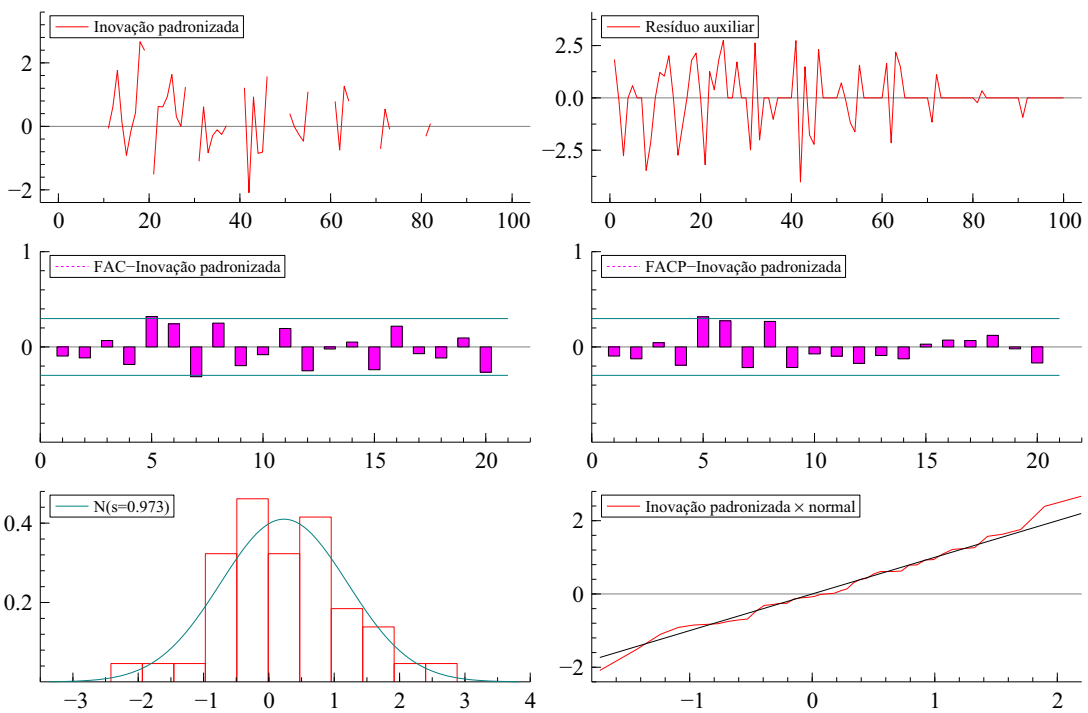 Inovação padronizada
2
0
−2
0 20 40 60 80 100
Resíduo auxiliar
2.5
0.0
−2.5
0 20 40 60 80 100
FAC−Inovação padronizada
1
0
0 5 10 15 20
FACP−Inovação padronizada
1
0
0 5 10 15 20
N(s=0.973)
0.4
0.2
−3 −2 −1 0 1 2 3 4
Inovação padronizada × normal
2
0
−2
−1 0 1 2